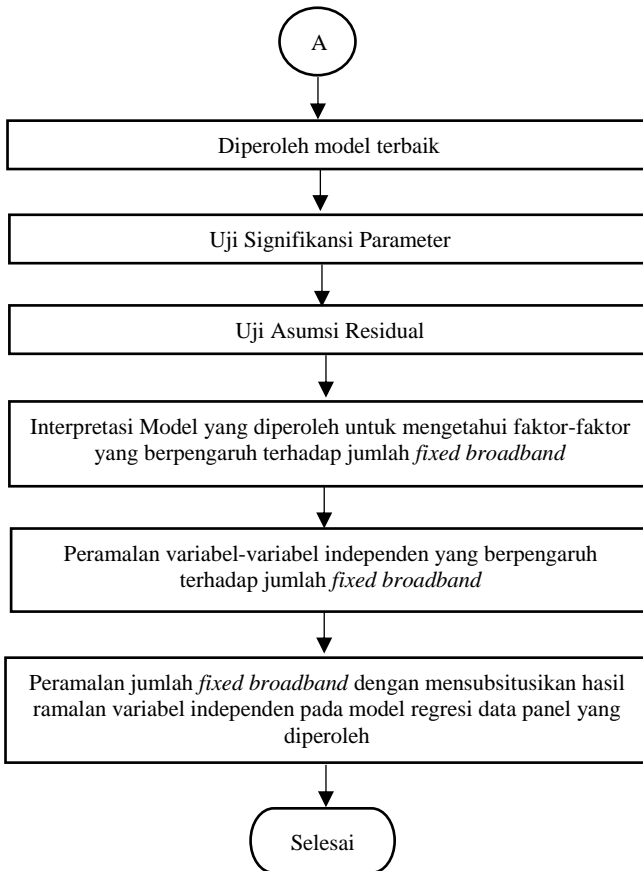 A
Diperoleh model terbaik
Uji Signifikansi Parameter
Uji Asumsi Residual
Interpretasi Model yang diperoleh untuk mengetahui faktor-faktor
yang berpengaruh terhadap jumlah fixed broadband
Peramalan variabel-variabel independen yang berpengaruh
terhadap jumlah fixed broadband
Peramalan jumlah fixed broadband dengan mensubsitusikan hasil
ramalan variabel independen pada model regresi data panel yang
diperoleh
Selesai